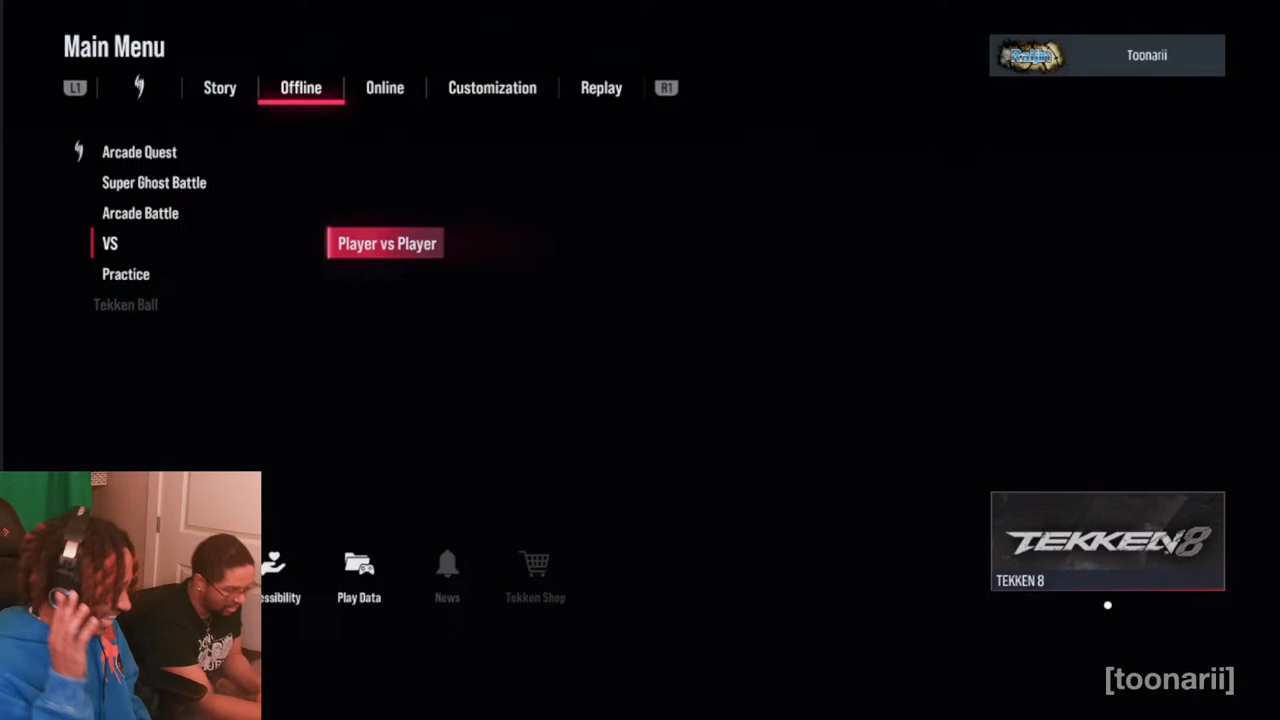 Main Menu
Toonarii
L1 Story Offline Online Customization Replay R1
Arcade Quest
Super Ghost Battle
Arcade Battle
VS
Player vs Player
Practice
Tekken Ball
TEKKEN 8
TEKKEN 8
essibility Play Data News Tekken Shop
[toonarii]